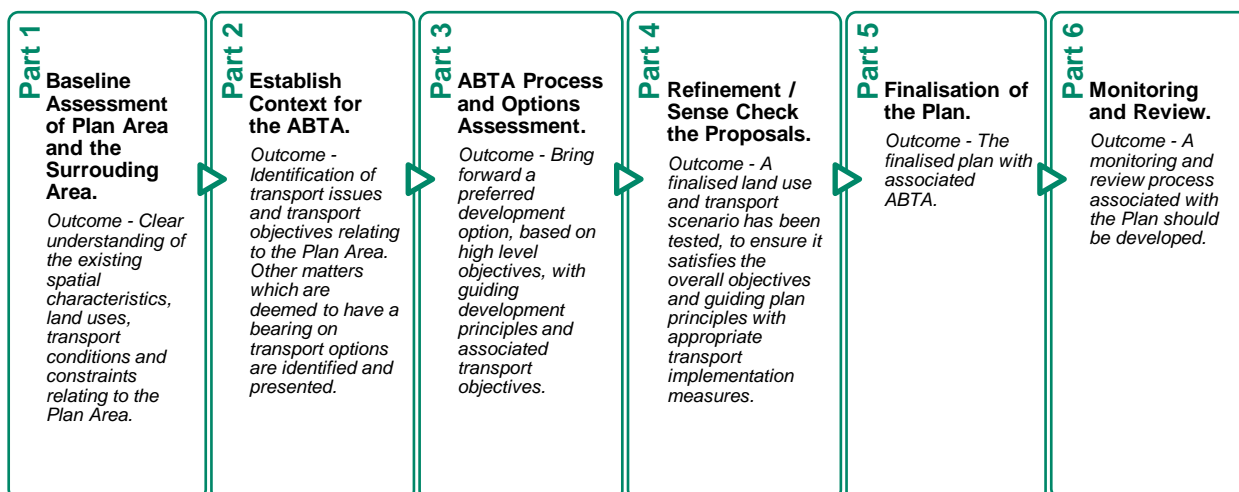 Part 1
Baseline
Assessment
of Plan Area
and the
Surrouding
Area.
Outcome - Clear
understanding of
the existing
spatial
characteristics,
land uses,
transport
conditions and
constraints
relating to the
Plan Area.
Part 2
Establish
Context for
the ABTA.
Outcome -
Identification of
transport issues
and transport
objectives relating
to the Plan Area.
Other matters
which are
deemed to have a
bearing on
transport options
are identified and
presented.
Part 3
ABTA Process
and Options
Assessment.
Outcome - Bring
forward a
preferred
development
option, based on
high level
objectives, with
guiding
development
principles and
associated
transport
objectives.
Part 4
Refinement /
Sense Check
the Proposals.
Outcome - A
finalised land use
and transport
scenario has been
tested, to ensure it
satisfies the
overall objectives
and guiding plan
principles with
appropriate
transport
implementation
measures.
Part 5
Finalisation of
the Plan.
Outcome - The
finalised plan with
associated
ABTA.
Part 6
Monitoring
and Review.
Outcome - A
monitoring and
review process
associated with
the Plan should
be developed.